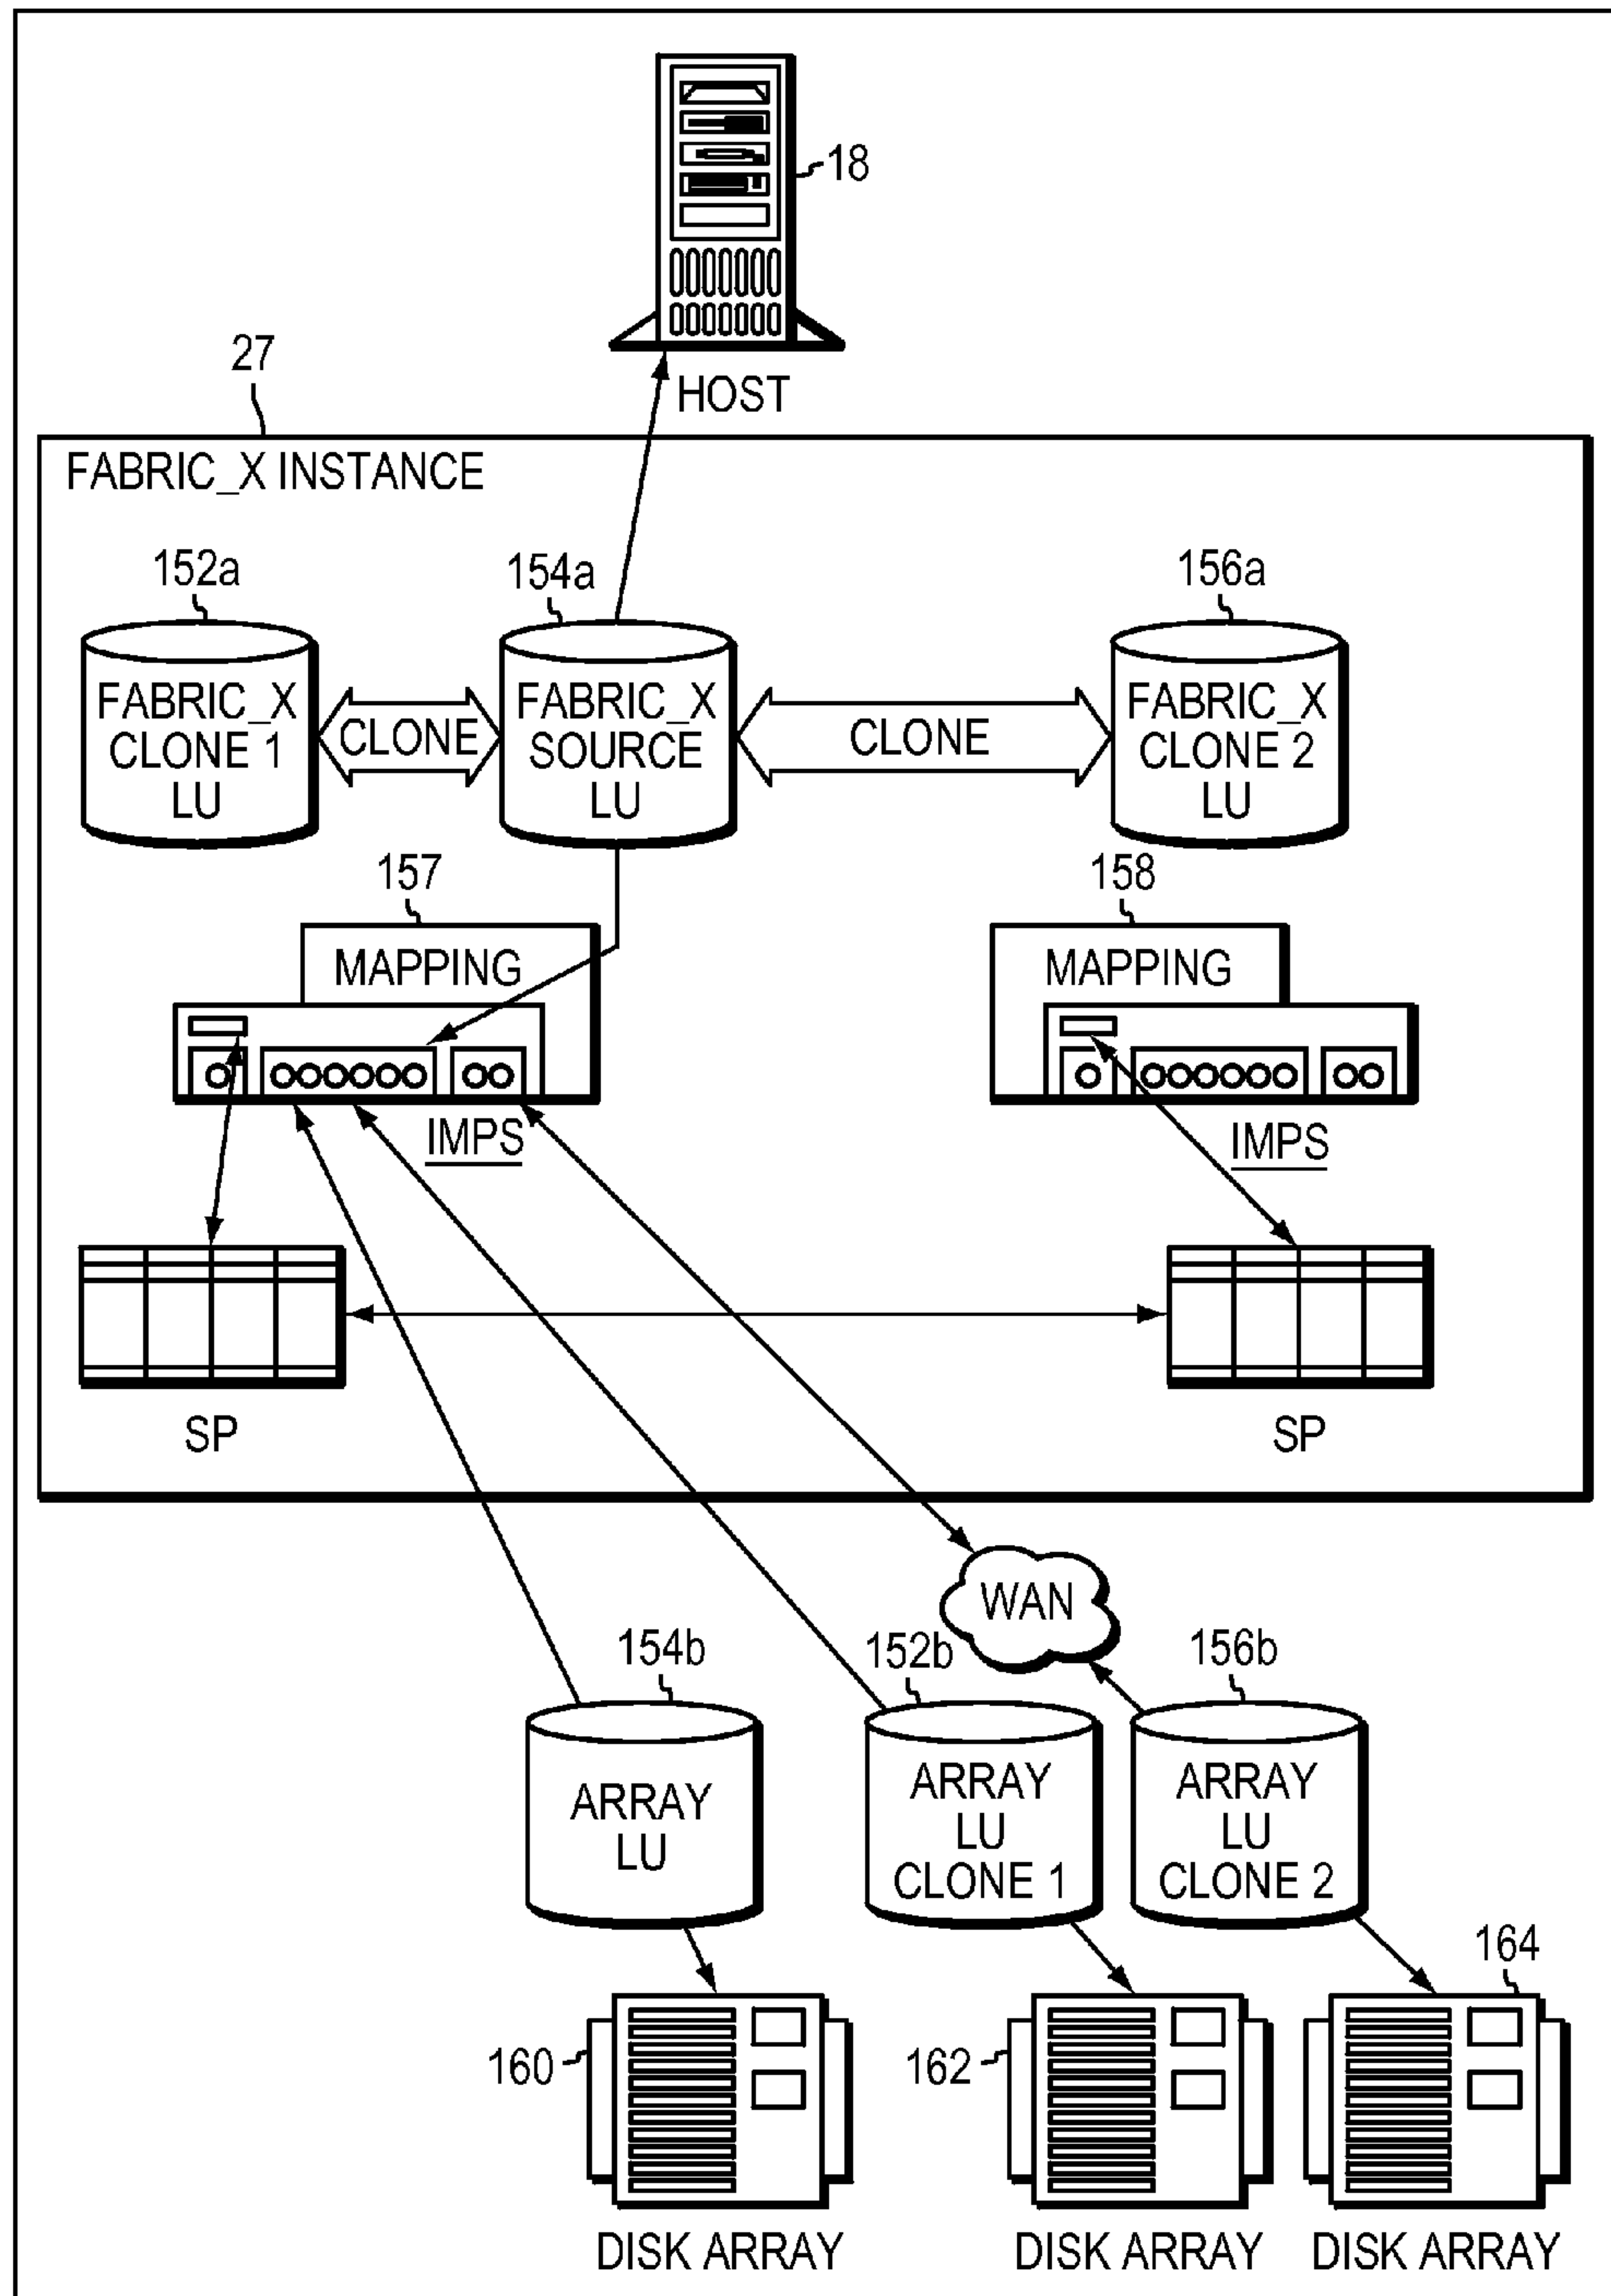 18
HOST
27
FABRIC_X INSTANCE
152a
154a
156a
FABRIC_X
CLONE 1
LU
CLONE
FABRIC_X
SOURCE
LU
CLONE
FABRIC_X
CLONE 2
LU
157
158
MAPPING
MAPPING
IMPS
IMPS
SP
SP
WAN
154b
152b
156b
ARRAY
LU
ARRAY
LU
CLONE 1
ARRAY
LU
CLONE 2
164
160
162
DISK ARRAY
DISK ARRAY
DISK ARRAY